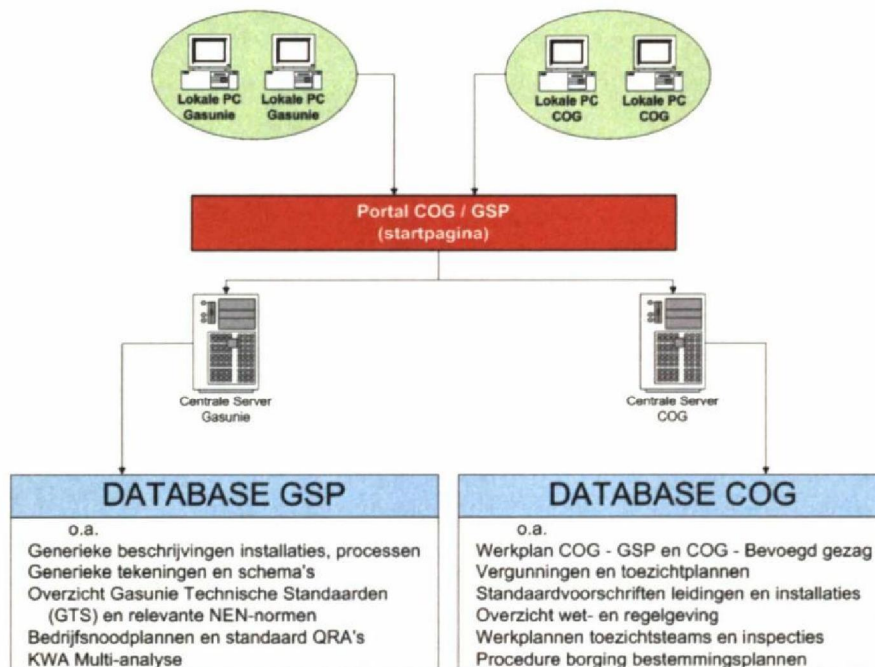 Lokale PC Lokale PC
Gasunie Gasunie
Lokale PC Lokale PC
COG COG
Portal COG / GSP
(startpagina)
Centrale Server
Gasunie
Centrale Server
COG
DATABASE GSP
o.a.
Generieke beschrijvingen installaties, processen
Generieke tekeningen en schema's
Overzicht Gasunie Technische Standaarden
(GTS) en relevante NEN-normen
Bedrijfsnoodplannen en standaard QRA's
KWA Multi-analyse
DATABASE COG
o.a.
Werkplan COG - GSP en COG - Bevoegd gezag
Vergunningen en toezichtplannen
Standaardvoorschriften leidingen en installaties
Overzicht wet- en regelgeving
Werkplannen toezichtsteams en inspecties
Procedure borging bestemmingsplannen